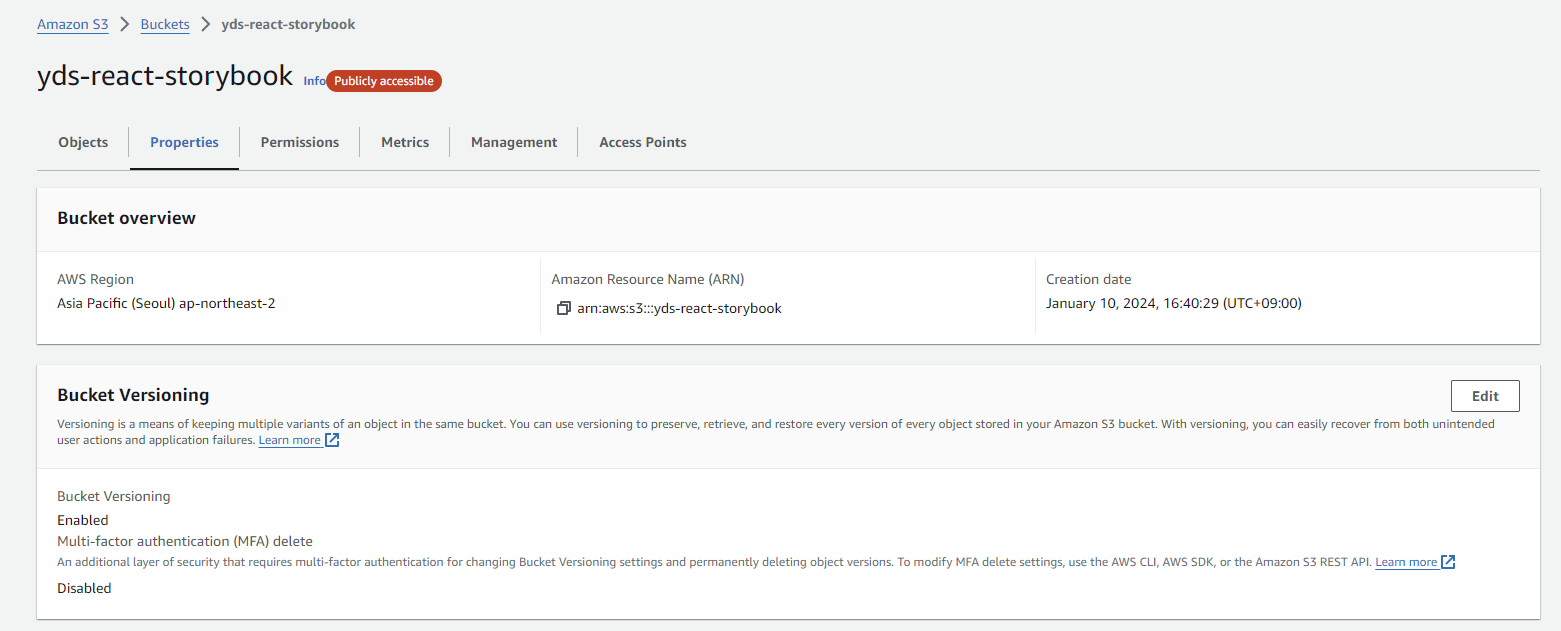 Amazon S3 > Buckets > yds-react-storybook
yds-react-storybook Info Publicly accessible
Objects Properties Permissions Metrics Management Access Points
Bucket overview
AWS Region
Asia Pacific (Seoul) ap-northeast-2
Amazon Resource Name (ARN)
arn:aws:s3:::yds-react-storybook
Creation date
January 10, 2024, 16:40:29 (UTC+09:00)
Bucket Versioning
Edit
Versioning is a means of keeping multiple variants of an object in the same bucket. You can use versioning to preserve, retrieve, and restore every version of every object stored in your Amazon S3 bucket. With versioning, you can easily recover from both unintended
user actions and application failures. Learn more
Bucket Versioning
Enabled
Multi-factor authentication (MFA) delete
An additional layer of security that requires multi-factor authentication for changing Bucket Versioning settings and permanently deleting object versions. To modify MFA delete settings, use the AWS CLI, AWS SDK, or the Amazon S3 REST API. Learn more
Disabled